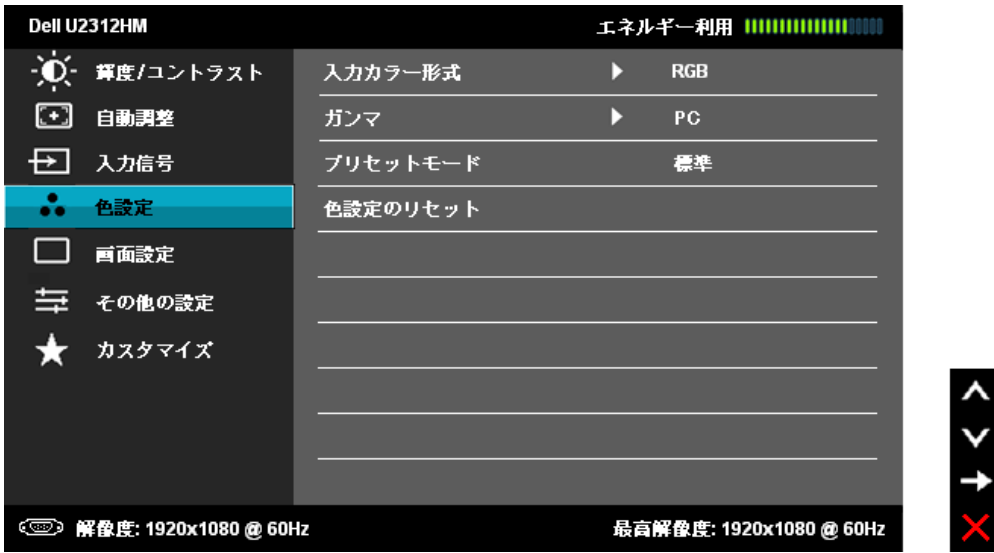 Dell U2312HM エネルギー利用
輝度/コントラスト 入力カラー形式 RGB
自動調整 ガンマ PC
入力信号 プリセットモード 標準
色設定 色設定のリセット
画面設定
その他の設定
カスタマイズ
解像度: 1920x1080 @ 60Hz 最高解像度: 1920x1080 @ 60Hz